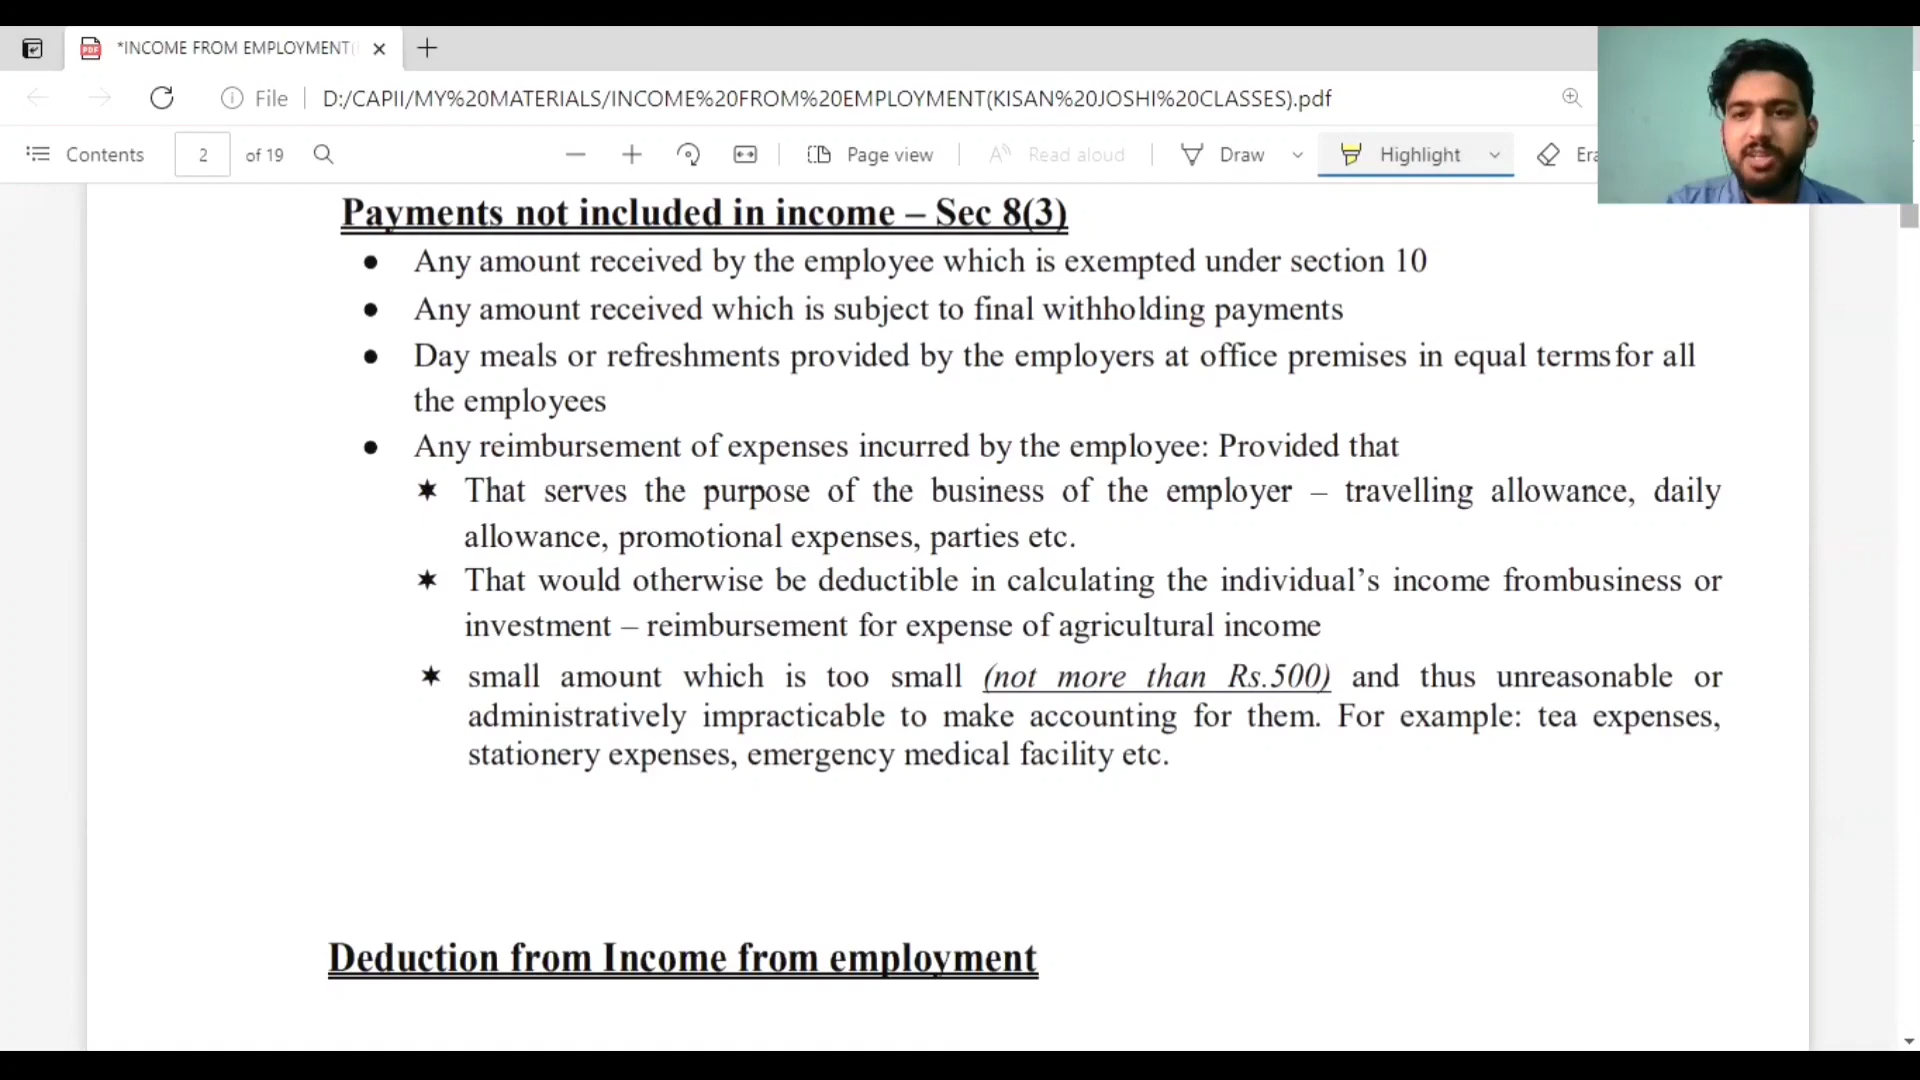 *INCOME FROM EMPLOYMENT(
File
D:/CAPII/MY%20MATERIALS/INCOME%20FROM%20EMPLOYMENT(KISAN%20JOSHI%20CLASSES).pdf
Contents 2 of 19 Page view Read aloud Draw Highlight Era
Payments not included in income – Sec 8(3)
● Any amount received by the employee which is exempted under section 10
● Any amount received which is subject to final withholding payments
● Day meals or refreshments provided by the employers at office premises in equal terms for all
the employees
● Any reimbursement of expenses incurred by the employee: Provided that
✶ That serves the purpose of the business of the employer – travelling allowance, daily
allowance, promotional expenses, parties etc.
✶ That would otherwise be deductible in calculating the individual’s income frombusiness or
investment – reimbursement for expense of agricultural income
✶ small amount which is too small (not more than Rs.500) and thus unreasonable or
administratively impracticable to make accounting for them. For example: tea expenses,
stationery expenses, emergency medical facility etc.
Deduction from Income from employment